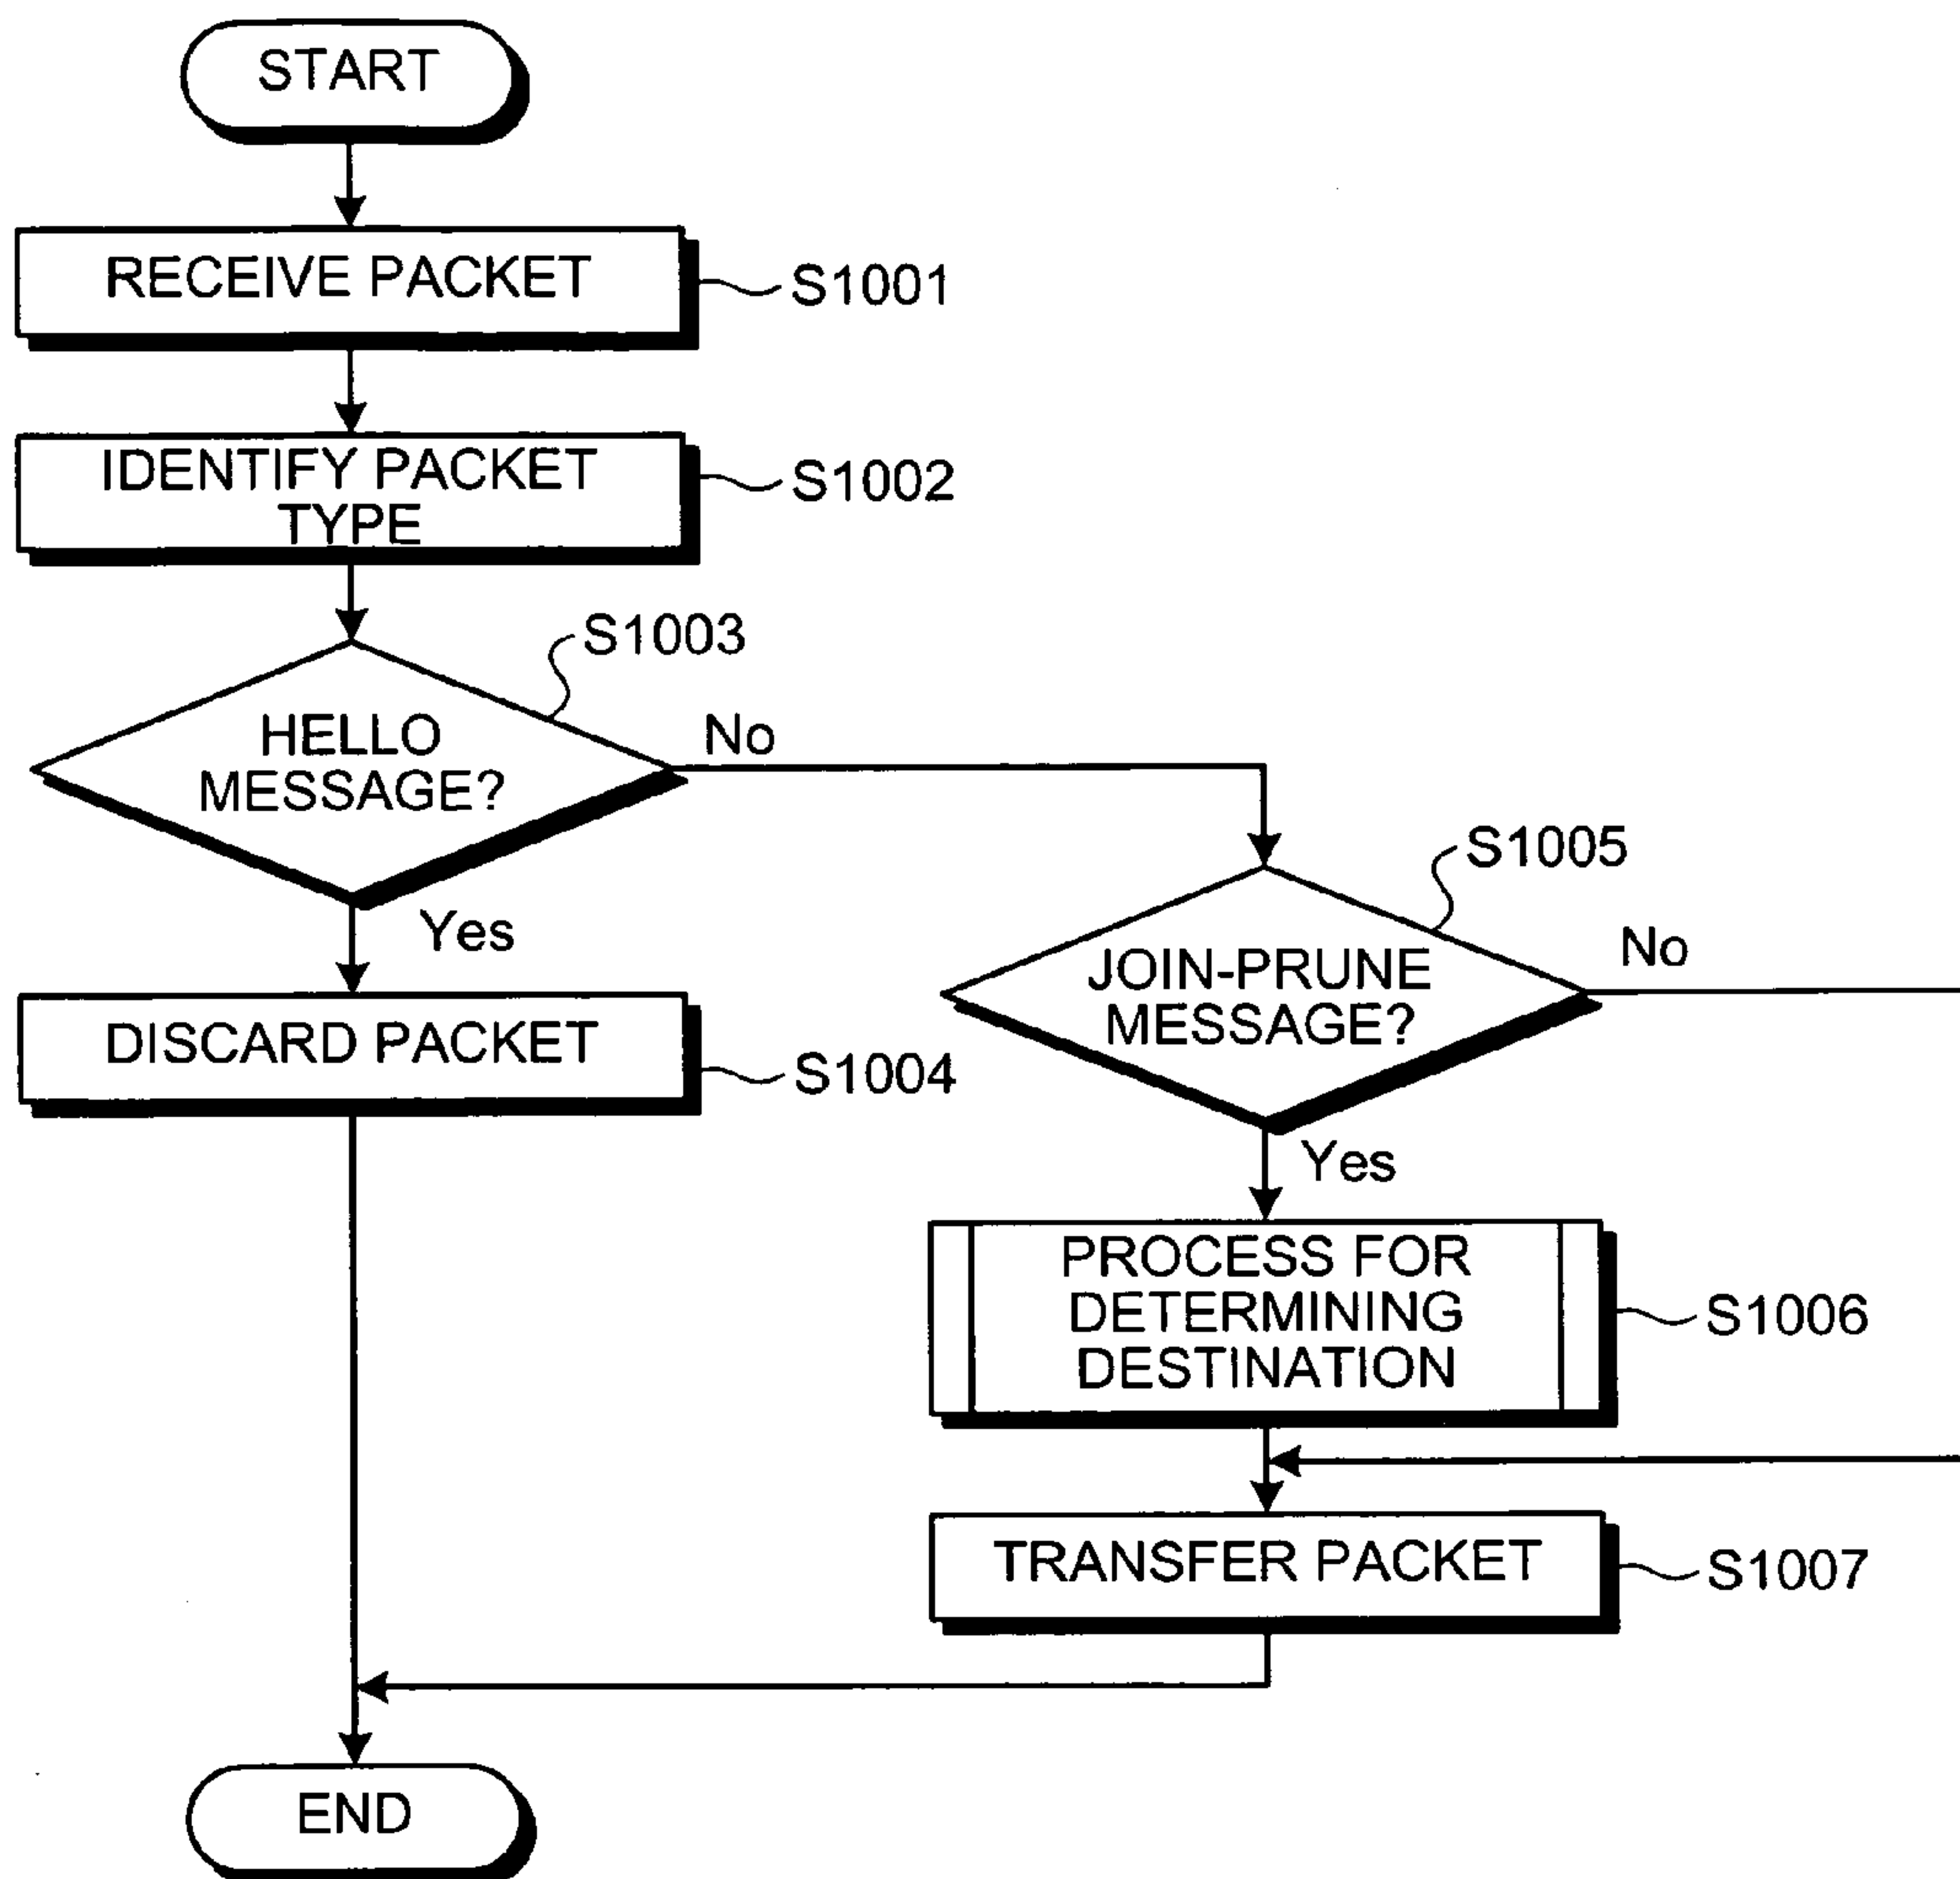 START
RECEIVE PACKET
S1001
IDENTIFY PACKET
TYPE
S1002
S1003
HELLO
MESSAGE?
No
Yes
DISCARD PACKET
S1004
S1005
JOIN-PRUNE
MESSAGE?
No
Yes
PROCESS FOR
DETERMINING
DESTINATION
S1006
TRANSFER PACKET
S1007
END